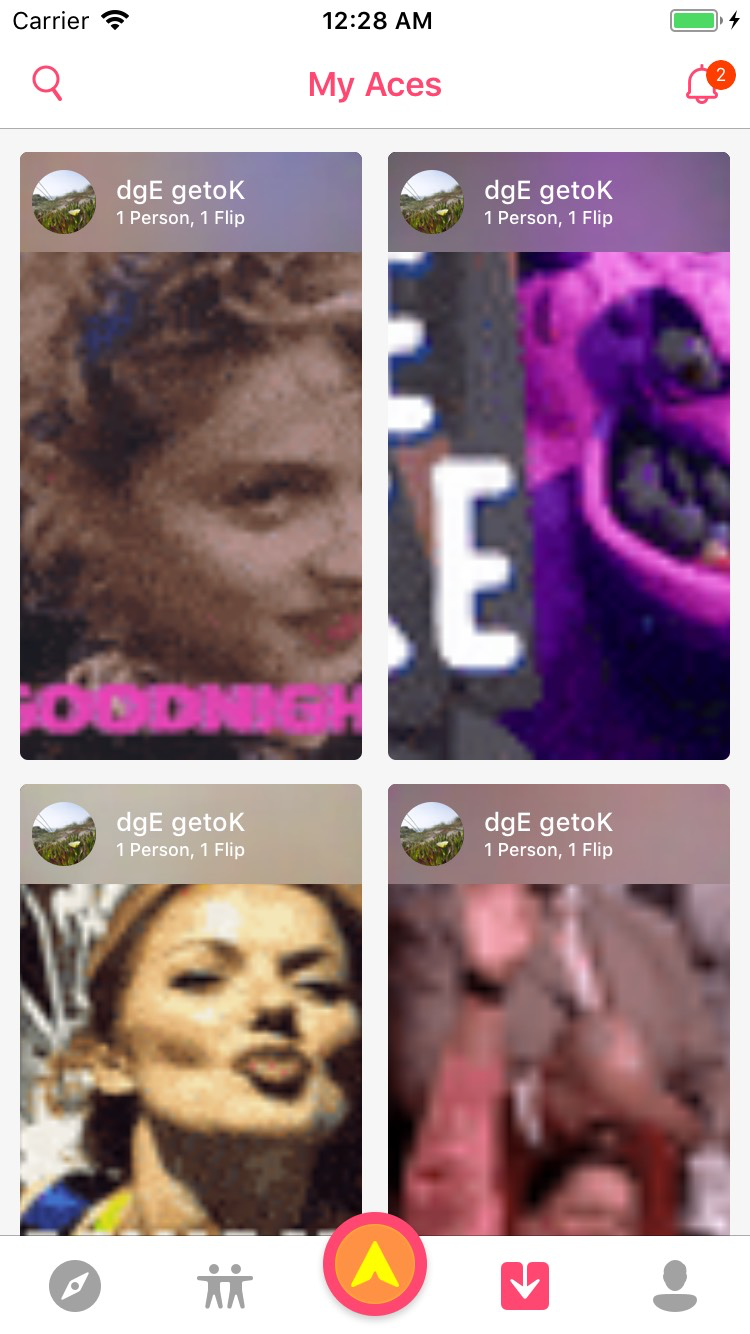 Carrier 12:28 AM
My Aces
2
dgE getoK
1 Person, 1 Flip
dgE getoK
1 Person, 1 Flip
GOODNIGH
E
E
dgE getoK
1 Person, 1 Flip
dgE getoK
1 Person, 1 Flip